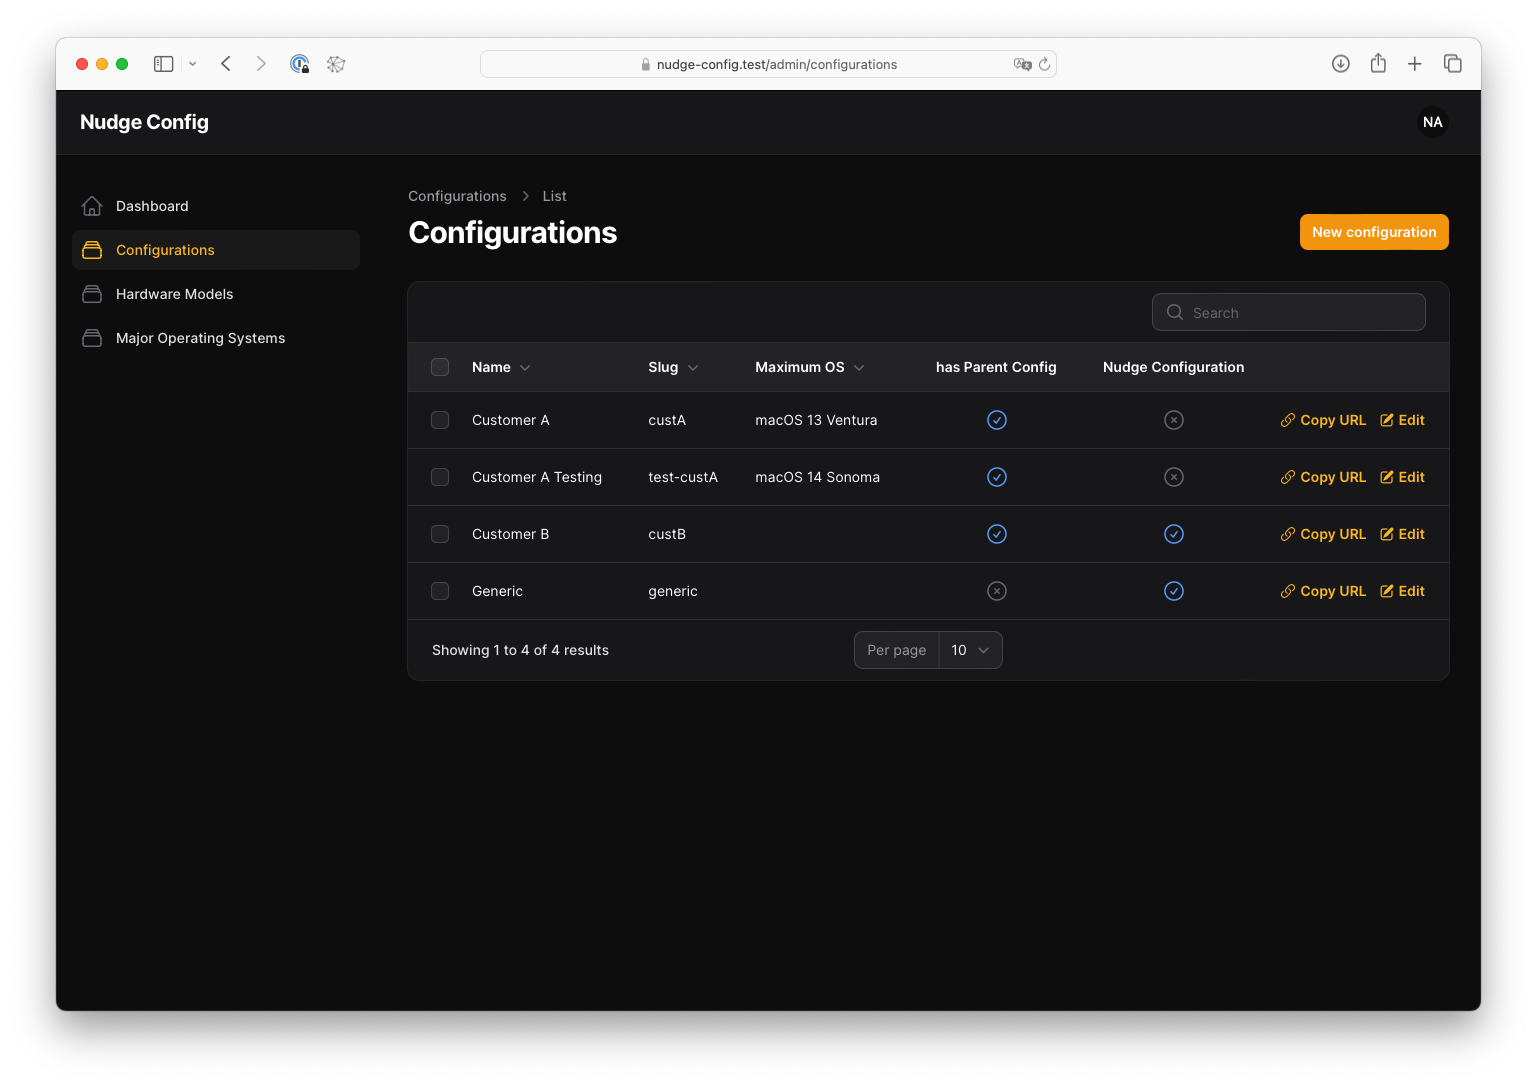 nudge-config.test/admin/configurations
Nudge Config
NA
Dashboard
Configurations
Hardware Models
Major Operating Systems
Configurations > List
Configurations
New configuration
Search
Name Slug Maximum OS has Parent Config Nudge Configuration
Customer A custA macOS 13 Ventura Copy URL Edit
Customer A Testing test-custA macOS 14 Sonoma Copy URL Edit
Customer B custB Copy URL Edit
Generic generic Copy URL Edit
Showing 1 to 4 of 4 results Per page 10